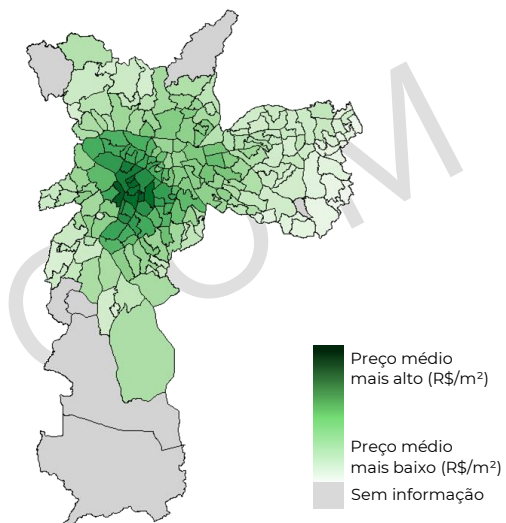 Preço médio
mais alto (R$/m²)
Preço médio
mais baixo (R$/m²)
Sem informação